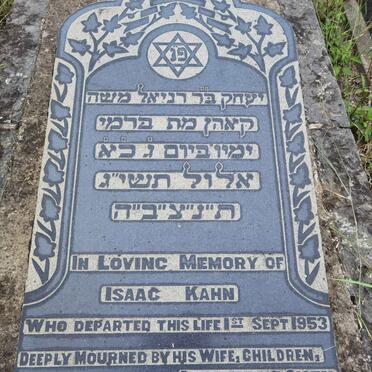 פנ
יצחק ב״ר דניאל משה
קאהן מת ברמי
ימיו ביום ג׳ כ״א
אלול תשי״ג
ת״נ״צ״ב״ה
IN LOVING MEMORY OF
ISAAC KAHN
WHO DEPARTED THIS LIFE 1ST SEPT 1953
DEEPLY MOURNED BY HIS WIFE, CHILDREN,